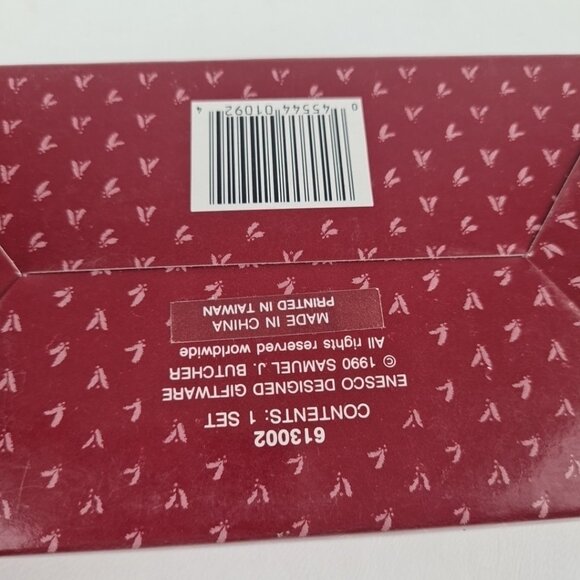 613002
CONTENTS: 1 SET
ENESCO DESIGNED GIFTWARE
© 1990 SAMUEL J. BUTCHER
All rights reserved worldwide
MADE IN CHINA
PRINTED IN TAIWAN
0 45544 01092 4